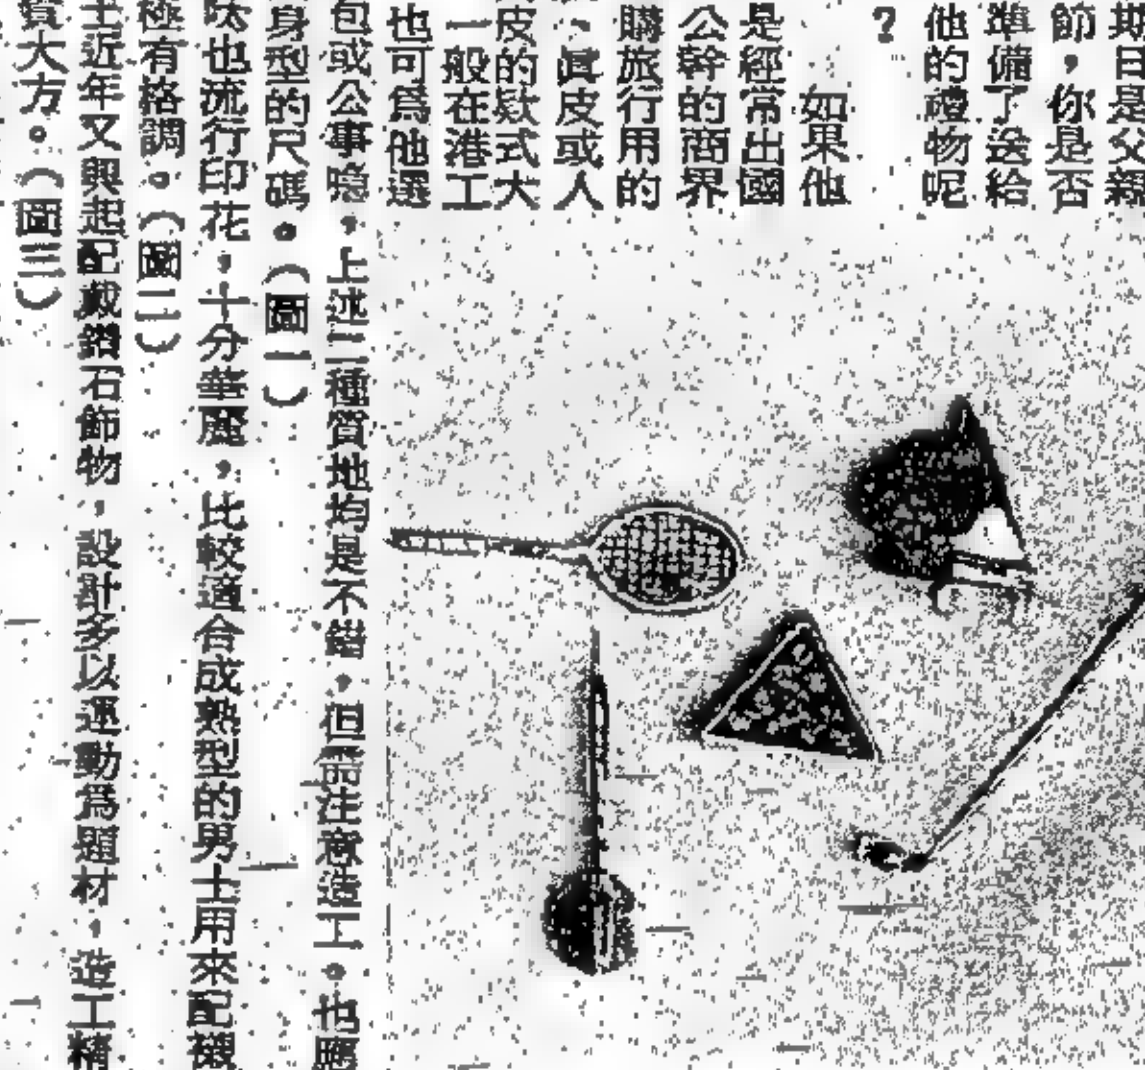 期日是父親
節，你是否
準備了送給
他的禮物呢
？
如果他
是經常出國
公幹的商界
購旅行用的
、眞皮或人
皮的欵式大
一般在港工
也可爲他選
包或公事喼，上述三種質地均是不錯，但需注意造工。也應
身型的尺碼。（圖一）
呔也流行印花，十分華麗，比較適合成熟型的男士用來配襯
極有格調。（圖二）
士近年又興起配戴鑽石飾物，設計多以運動爲題材，造工精
貴大方。（圖三）